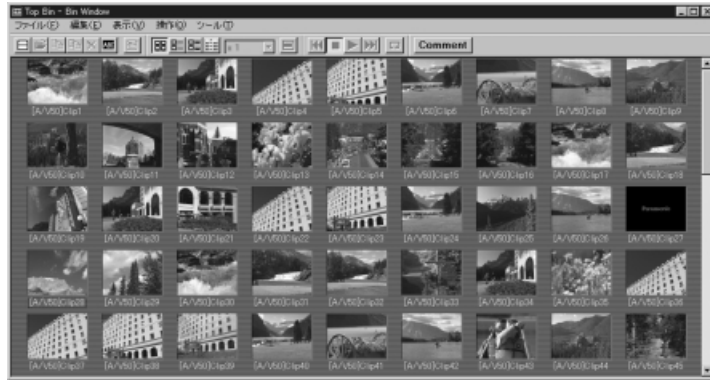 Top Bin - Bin Window
ファイル(F) 編集(E) 表示(V) 操作(O) ツール(T)
x 1 Comment
[A/V50]Clip1 [A/V50]Clip2 [A/V50]Clip3 [A/V50]Clip4 [A/V50]Clip5 [A/V50]Clip6 [A/V50]Clip7 [A/V50]Clip8 [A/V50]Clip9
[A/V50]Clip10 [A/V50]Clip11 [A/V50]Clip12 [A/V50]Clip13 [A/V50]Clip14 [A/V50]Clip15 [A/V50]Clip16 [A/V50]Clip17 [A/V50]Clip18
Panasonic
[A/V50]Clip19 [A/V50]Clip20 [A/V50]Clip21 [A/V50]Clip22 [A/V50]Clip23 [A/V50]Clip24 [A/V50]Clip25 [A/V50]Clip26 [A/V50]Clip27
[A/V50]Clip28 [A/V50]Clip29 [A/V50]Clip30 [A/V50]Clip31 [A/V50]Clip32 [A/V50]Clip33 [A/V50]Clip34 [A/V50]Clip35 [A/V50]Clip36
[A/V50]Clip37 [A/V50]Clip38 [A/V50]Clip39 [A/V50]Clip40 [A/V50]Clip41 [A/V50]Clip42 [A/V50]Clip43 [A/V50]Clip44 [A/V50]Clip45